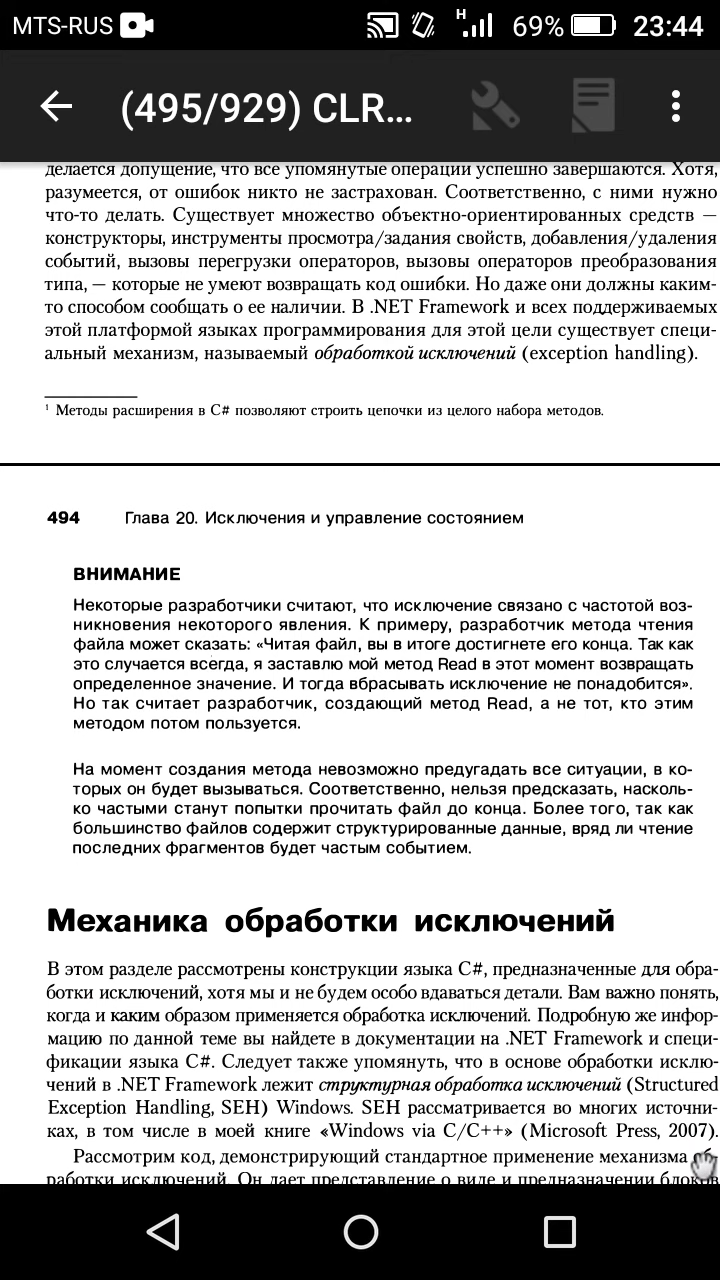 MTS-RUS H 69% 23:44
(495/929) CLR...
делается допущение, что все упомянутые операции успешно завершаются. Хотя,
разумеется, от ошибок никто не застрахован. Соответственно, с ними нужно
что-то делать. Существует множество объектно-ориентированных средств —
конструкторы, инструменты просмотра/задания свойств, добавления/удаления
событий, вызовы перегрузки операторов, вызовы операторов преобразования
типа, — которые не умеют возвращать код ошибки. Но даже они должны каким-
то способом сообщать о ее наличии. В .NET Framework и всех поддерживаемых
этой платформой языках программирования для этой цели существует специ-
альный механизм, называемый обработкой исключений (exception handling).
1 Методы расширения в C# позволяют строить цепочки из целого набора методов.
494 Глава 20. Исключения и управление состоянием
ВНИМАНИЕ
Некоторые разработчики считают, что исключение связано с частотой воз-
никновения некоторого явления. К примеру, разработчик метода чтения
файла может сказать: «Читая файл, вы в итоге достигнете его конца. Так как
это случается всегда, я заставлю мой метод Read в этот момент возвращать
определенное значение. И тогда вбрасывать исключение не понадобится».
Но так считает разработчик, создающий метод Read, а не тот, кто этим
методом потом пользуется.
На момент создания метода невозможно предугадать все ситуации, в ко-
торых он будет вызываться. Соответственно, нельзя предсказать, насколь-
ко частыми станут попытки прочитать файл до конца. Более того, так как
большинство файлов содержит структурированные данные, вряд ли чтение
последних фрагментов будет частым событием.
Механика обработки исключений
В этом разделе рассмотрены конструкции языка C#, предназначенные для обра-
ботки исключений, хотя мы и не будем особо вдаваться детали. Вам важно понять,
когда и каким образом применяется обработка исключений. Подробную же инфор-
мацию по данной теме вы найдете в документации на .NET Framework и специ-
фикации языка C#. Следует также упомянуть, что в основе обработки исклю-
чений в .NET Framework лежит структурная обработка исключений (Structured
Exception Handling, SEH) Windows. SEH рассматривается во многих источни-
ках, в том числе в моей книге «Windows via C/C++» (Microsoft Press, 2007).
Рассмотрим код, демонстрирующий стандартное применение механизма об-
работки исключений. Он дает представление о виде и предназначении блоков